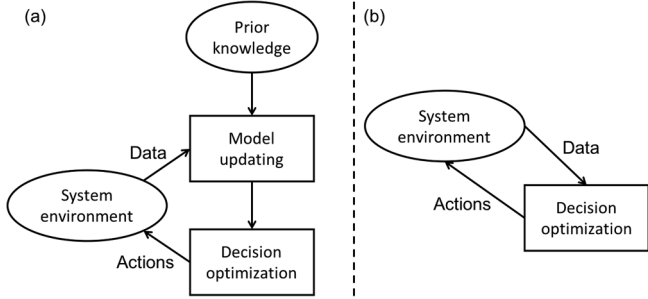 (a)
Prior
knowledge
Model
updating
Data
System
environment
Actions
Decision
optimization
(b)
System
environment
Data
Actions
Decision
optimization